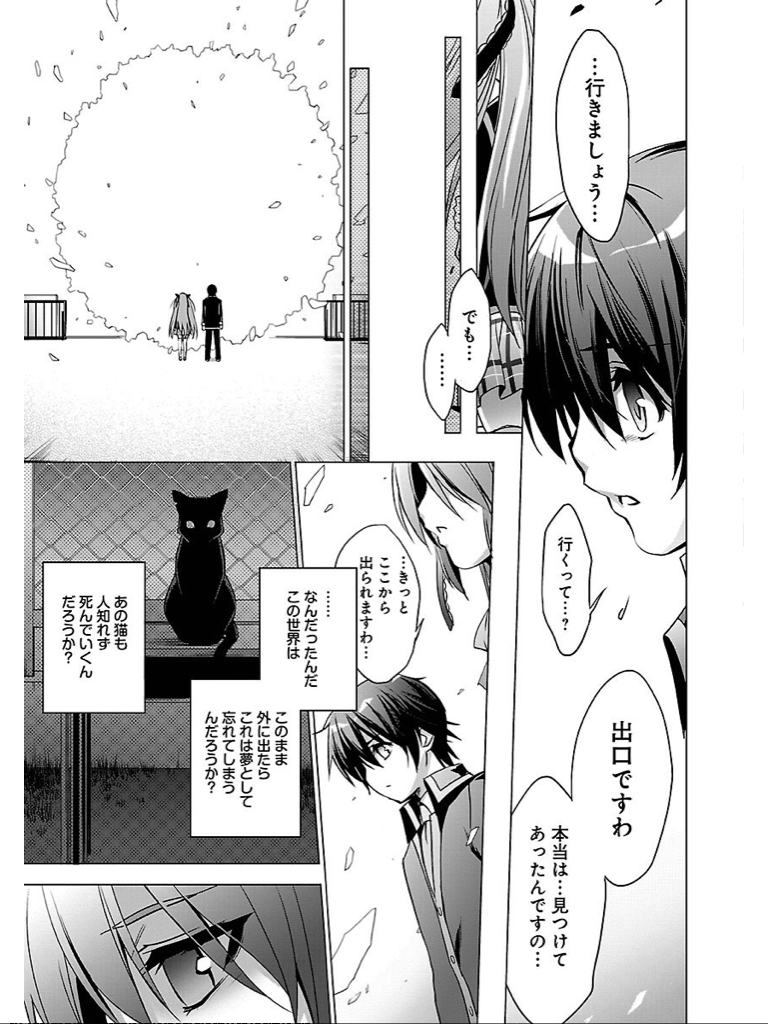 …行きましょう…
行くって…？
出口ですわ
本当は…見つけて
あったんですの…
でも…
……
…きっと
ここから
出られますわ…
……
なんだったんだ
この世界は
このまま
外に出たら
これは夢として
忘れてしまう
んだろうか？
あの猫も
人知れず
死んでいくん
だろうか？